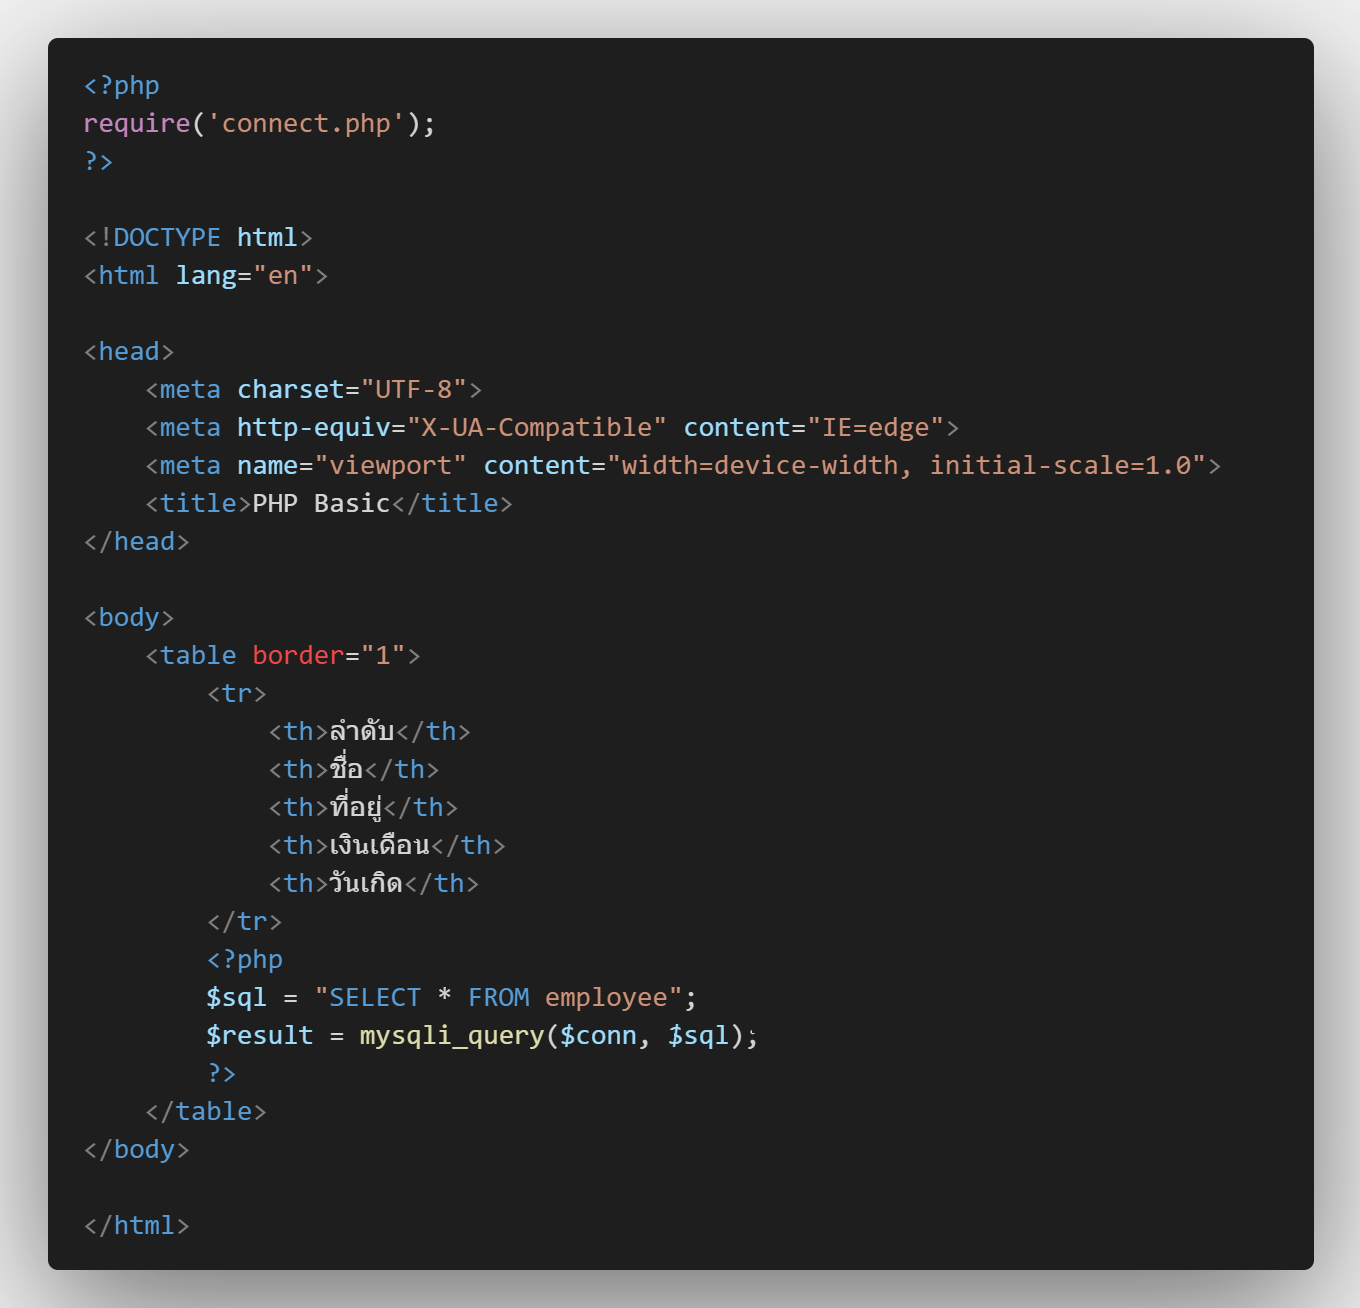 <?php
require('connect.php');
?>
<!DOCTYPE html>
<html lang="en">
<head>
<meta charset="UTF-8">
<meta http-equiv="X-UA-Compatible" content="IE=edge">
<meta name="viewport" content="width=device-width, initial-scale=1.0">
<title>PHP Basic</title>
</head>
<body>
<table border="1">
<tr>
<th>ลำดับ</th>
<th>ชื่อ</th>
<th>ที่อยู่</th>
<th>เงินเดือน</th>
<th>วันเกิด</th>
</tr>
<?php
$sql = "SELECT * FROM employee";
$result = mysqli_query($conn, $sql);
?>
</table>
</body>
</html>